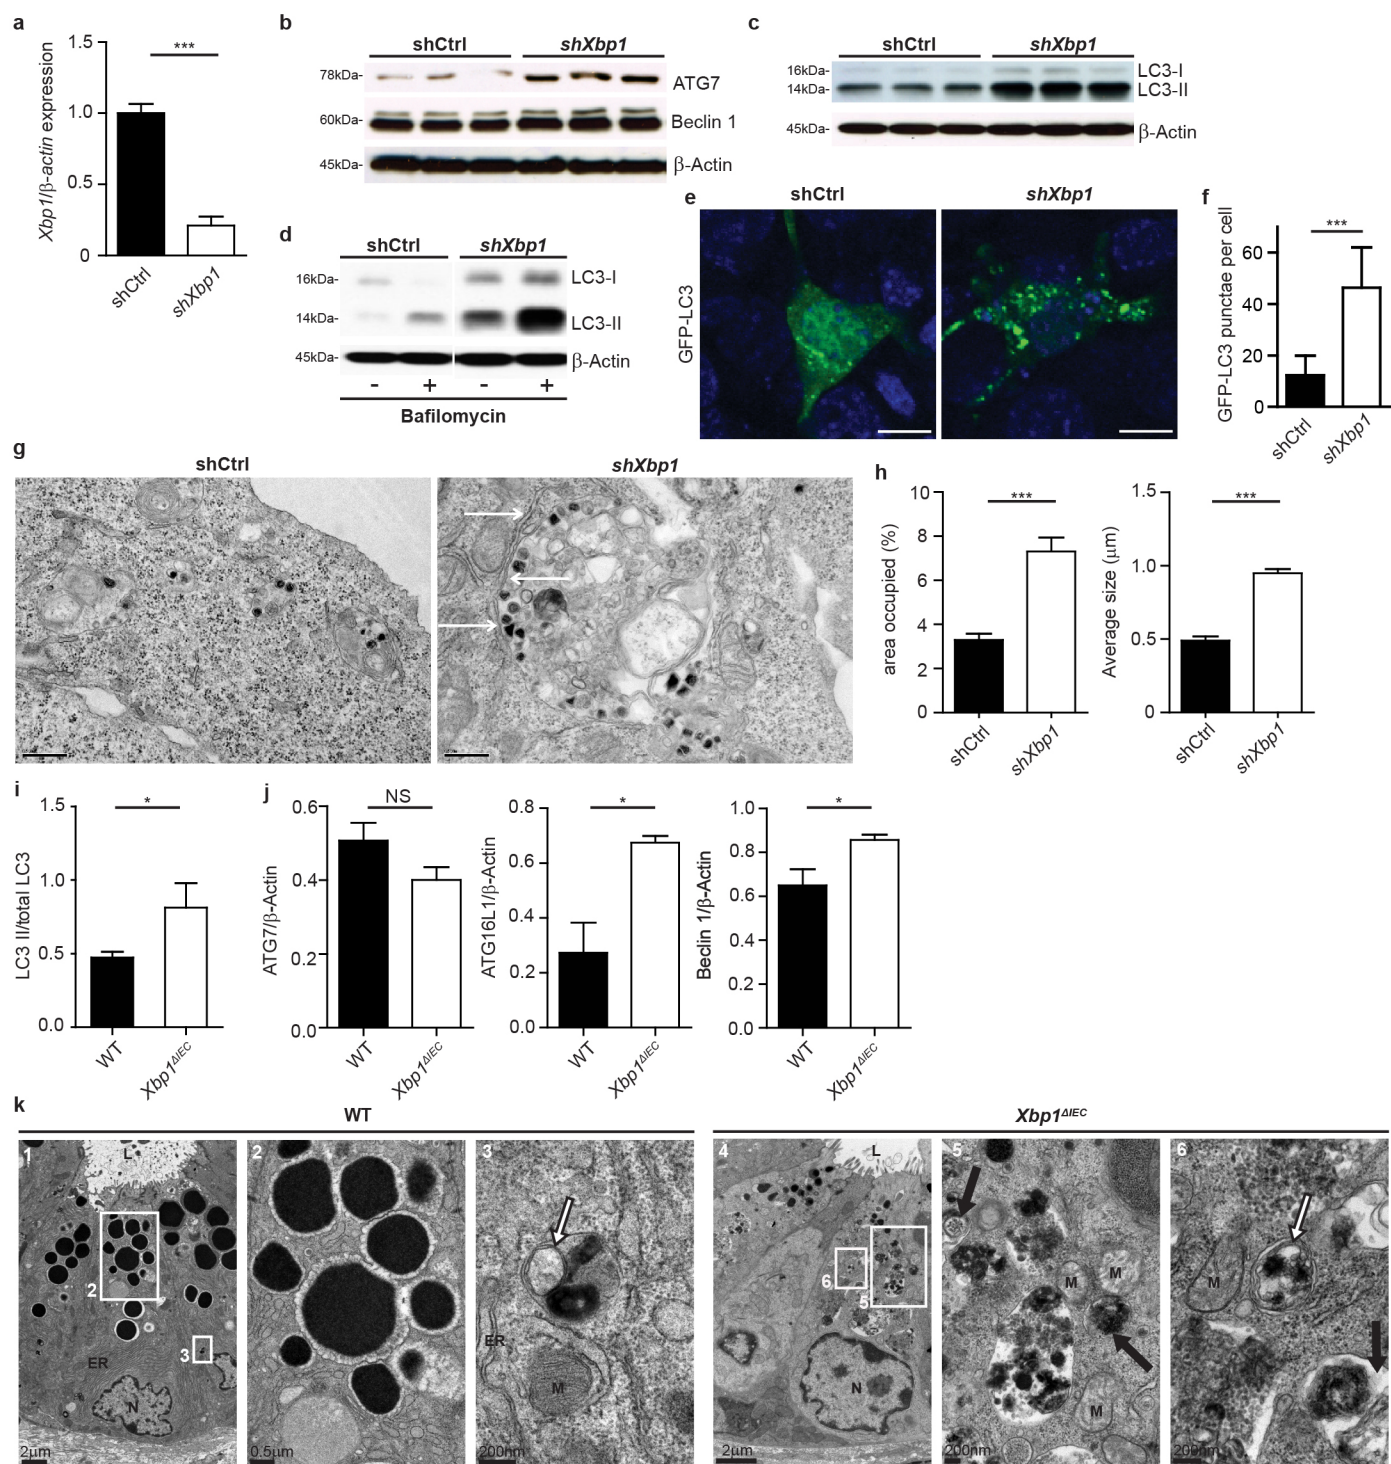 a
Xbp1/β-actin expression
1.5
1.0
0.5
0
***
shCtrl
shXbp1
b
shCtrl
shXbp1
78kDa-
ATG7
60kDa-
Beclin 1
45kDa-
β-Actin
c
shCtrl
shXbp1
16kDa-
LC3-I
14kDa-
LC3-II
45kDa-
β-Actin
d
shCtrl
shXbp1
16kDa-
LC3-I
14kDa-
LC3-II
45kDa-
β-Actin
- + - +
Bafilomycin
e
shCtrl
shXbp1
GFP-LC3
f
GFP-LC3 punctae per cell
60
40
20
0
***
shCtrl
shXbp1
g
shCtrl
shXbp1
h
area occupied (%)
10
8
6
4
2
0
***
shCtrl
shXbp1
Average size (μm)
1.5
1.0
0.5
0
***
shCtrl
shXbp1
i
LC3 II/total LC3
1.5
1.0
0.5
0.0
*
WT
Xbp1ΔIEC
j
ATG7/β-Actin
0.6
0.4
0.2
0.0
NS
WT
Xbp1ΔIEC
ATG16L1/β-Actin
0.8
0.6
0.4
0.2
0.0
*
WT
Xbp1ΔIEC
Beclin 1/β-Actin
1.0
0.8
0.6
0.4
0.2
0.0
*
WT
Xbp1ΔIEC
k
WT
Xbp1ΔIEC
1
L
2
3
ER
N
2μm
2
0.5μm
3
ER
M
200nm
4
L
6
5
N
2μm
5
M
M
M
200nm
6
M
200nm